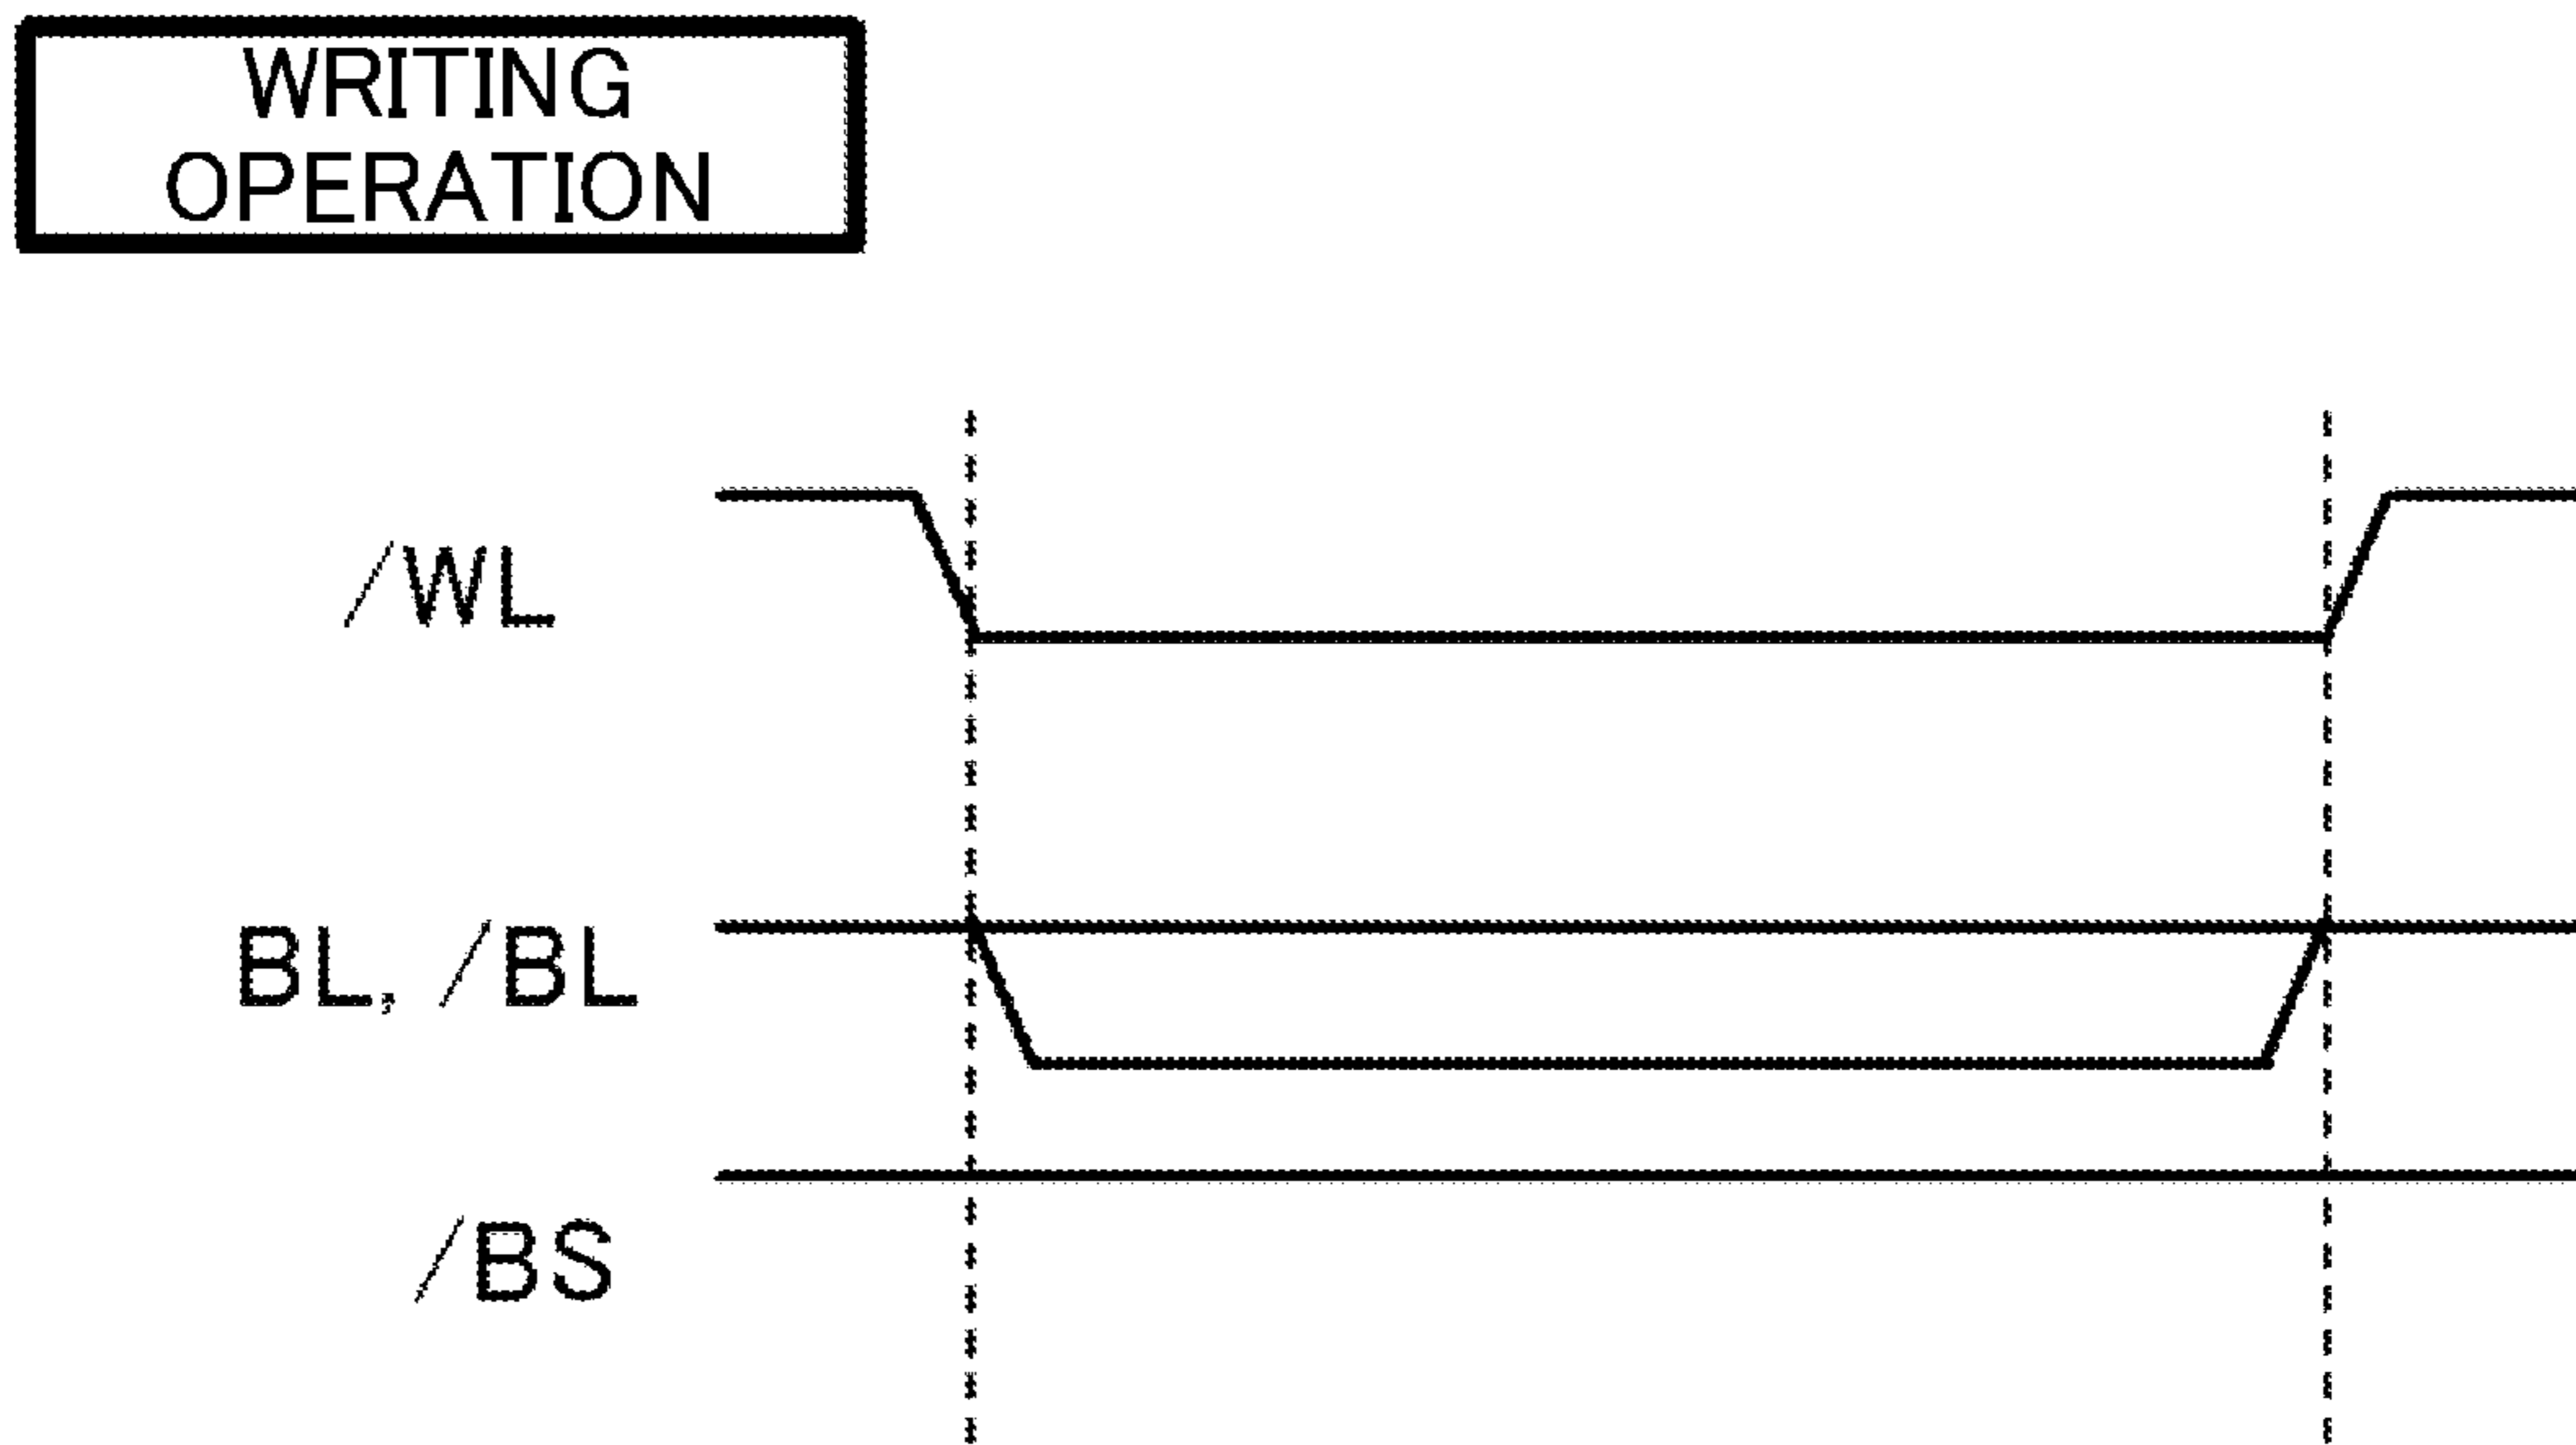 WRITING
OPERATION
/WL
BL, /BL
/BS